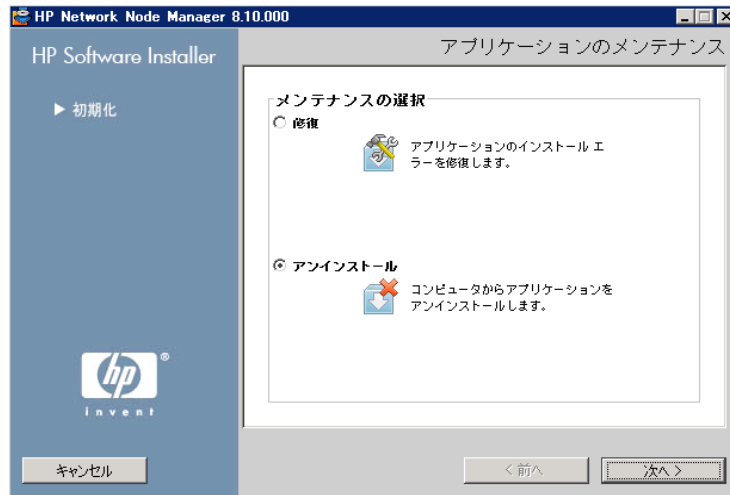 HP Network Node Manager 8.10.000
HP Software Installer
アプリケーションのメンテナンス
▶ 初期化
メンテナンスの選択
修復
アプリケーションのインストール エ
ラーを修復します。
アンインストール
コンピュータからアプリケーションを
アンインストールします。
hp®
invent
キャンセル
< 前へ
次へ >